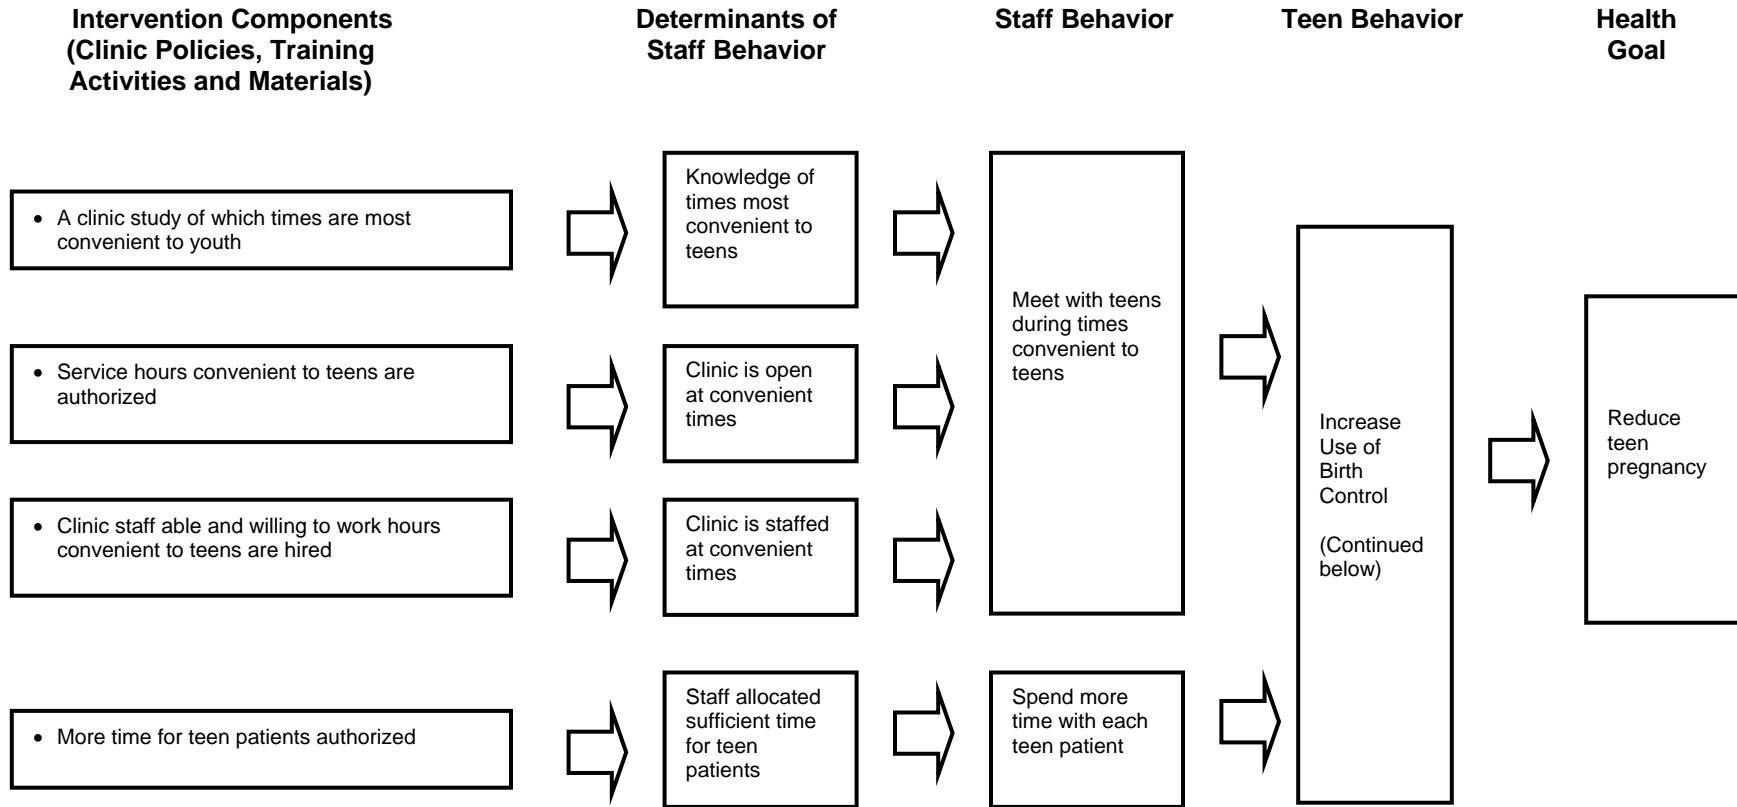 Intervention Components
(Clinic Policies, Training
Activities and Materials)
Determinants of
Staff Behavior
Staff Behavior
Teen Behavior
Health
Goal
• A clinic study of which times are most
convenient to youth
Knowledge of
times most
convenient to
teens
Meet with teens
during times
convenient to
teens
• Service hours convenient to teens are
authorized
Clinic is open
at convenient
times
• Clinic staff able and willing to work hours
convenient to teens are hired
Clinic is staffed
at convenient
times
• More time for teen patients authorized
Staff allocated
sufficient time
for teen
patients
Spend more
time with each
teen patient
Increase
Use of
Birth
Control
(Continued
below)
Reduce
teen
pregnancy